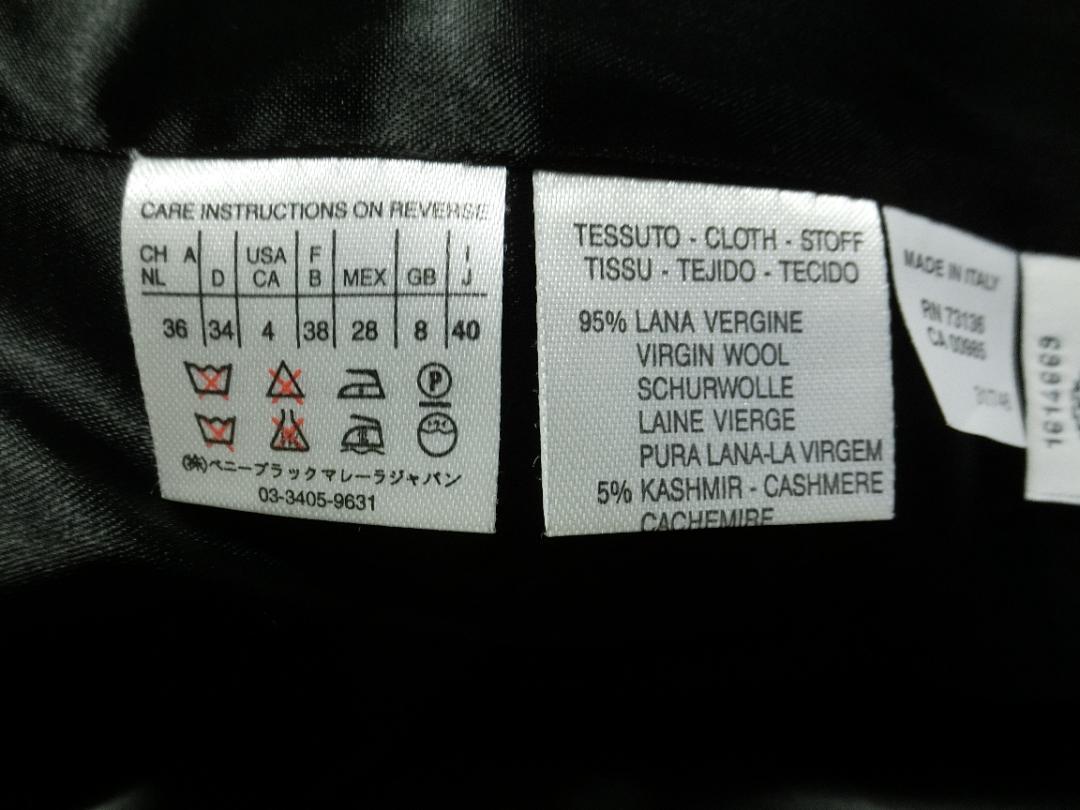 CARE INSTRUCTIONS ON REVERSE
CH A USA F I
NL D CA B MEX GB J
36 34 4 38 28 8 40
P
(株)ペニーブラックマレーラジャパン
03-3405-9631
TESSUTO - CLOTH - STOFF
TISSU - TEJIDO - TECIDO
95% LANA VERGINE
VIRGIN WOOL
SCHURWOLLE
LAINE VIERGE
PURA LANA-LA VIRGEM
5% KASHMIR - CASHMERE
CACHEMIRE
MADE IN ITALY
RN 73136
CA 00985